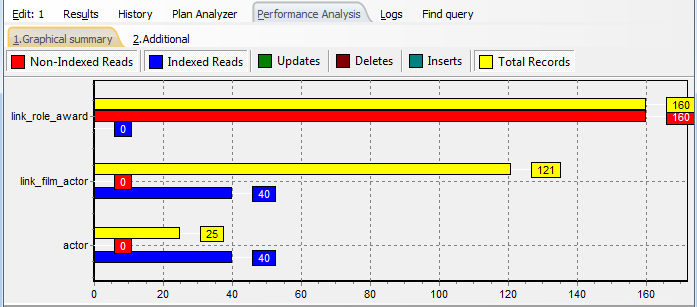 Edit: 1 Results History Plan Analyzer Performance Analysis Logs Find query
1.Graphical summary 2.Additional
Non-Indexed Reads Indexed Reads Updates Deletes Inserts Total Records
160
link_role_award 160
0
121
link_film_actor 0
40
25
actor 0
40
0 20 40 60 80 100 120 140 160